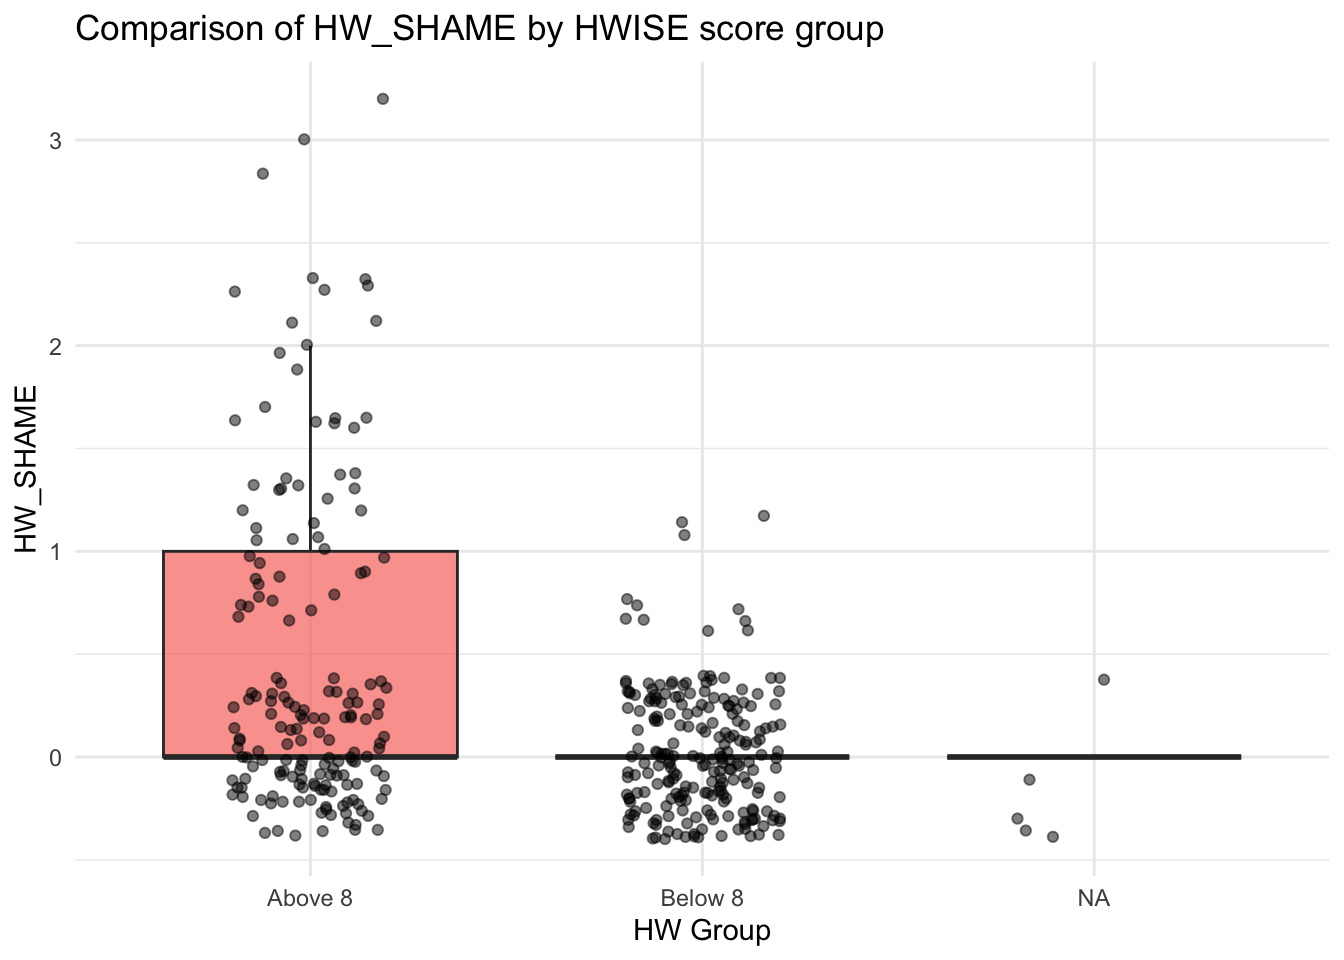 Comparison of HW_SHAME by HWISE score group
3
2
1
0
HW_SHAME
Above 8
Below 8
NA
HW Group